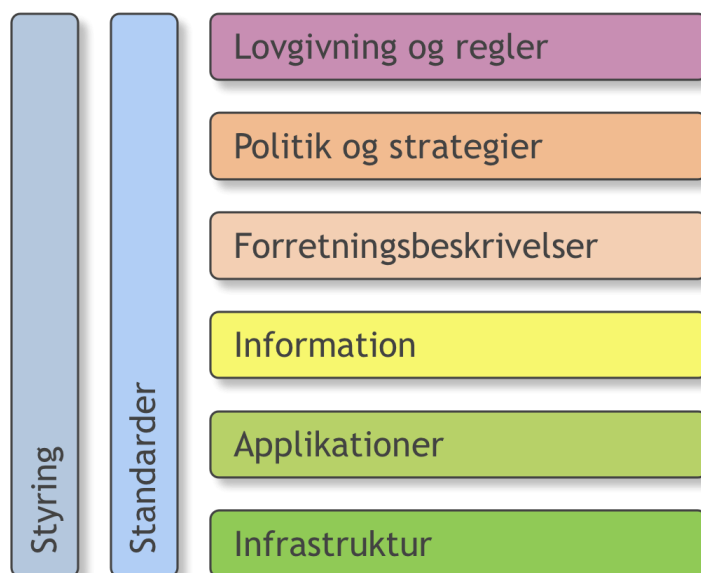 Styring
Standarder
Lovgivning og regler
Politik og strategier
Forretningsbeskrivelser
Information
Applikationer
Infrastruktur